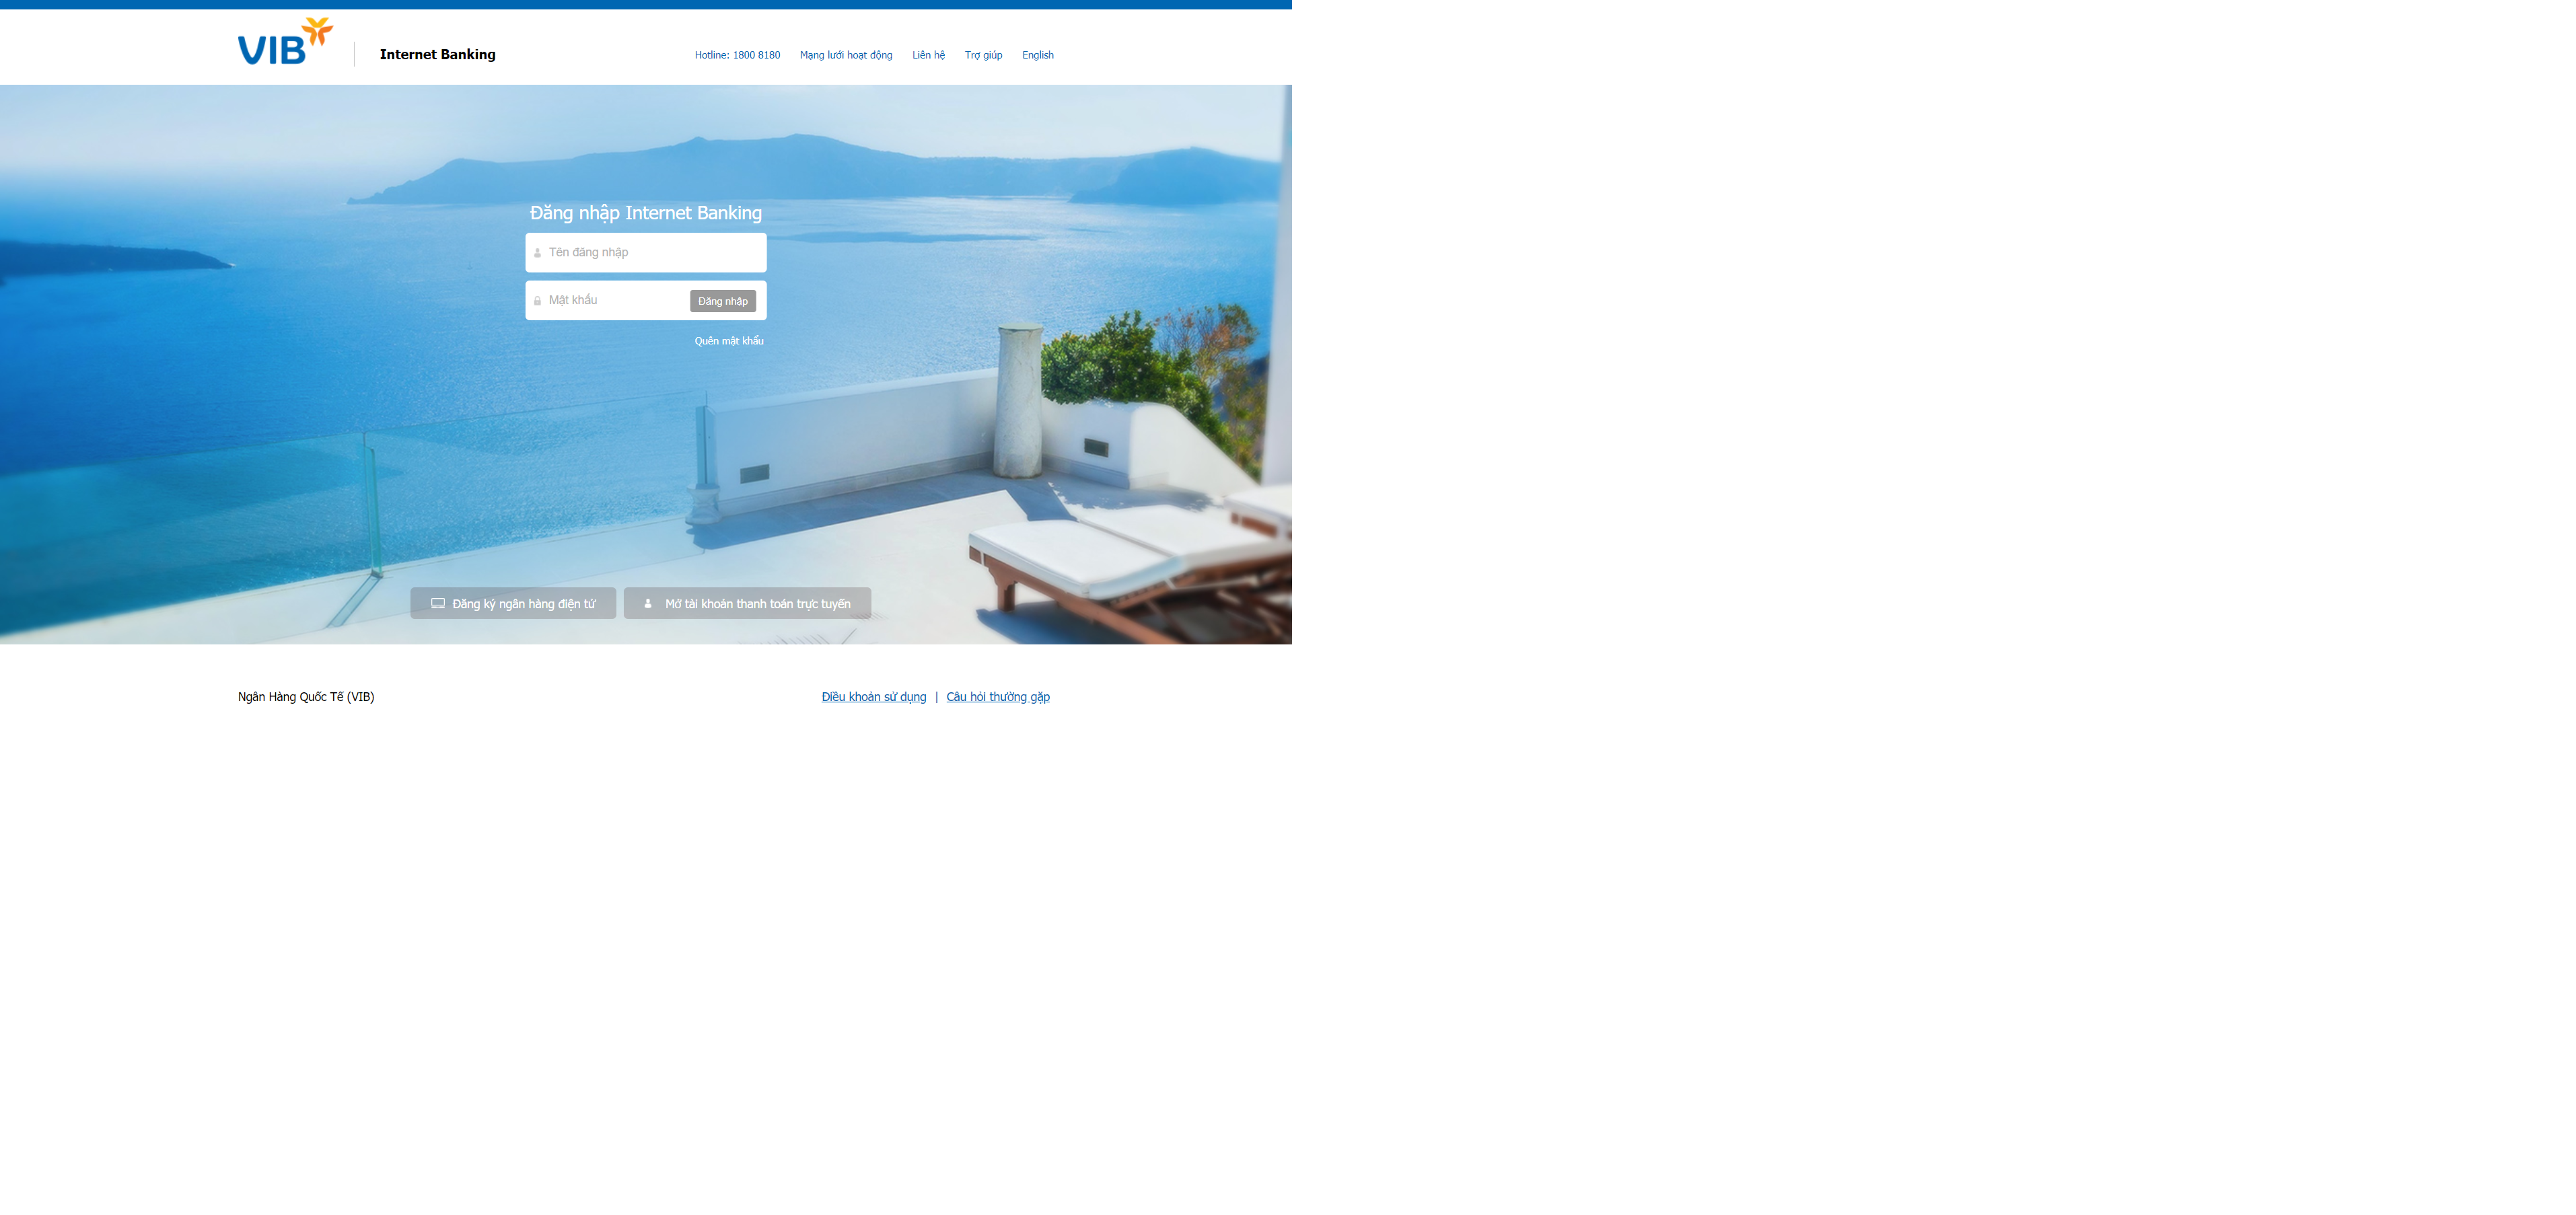 VIB
Internet Banking
Hotline: 1800 8180
Mạng lưới hoạt động
Liên hệ
Trợ giúp
English
Đăng nhập Internet Banking
Tên đăng nhập
Mật khẩu
Đăng nhập
Quên mật khẩu
Đăng ký ngân hàng điện tử
Mở tài khoản thanh toán trực tuyến
Ngân Hàng Quốc Tế (VIB)
Điều khoản sử dụng | Câu hỏi thường gặp